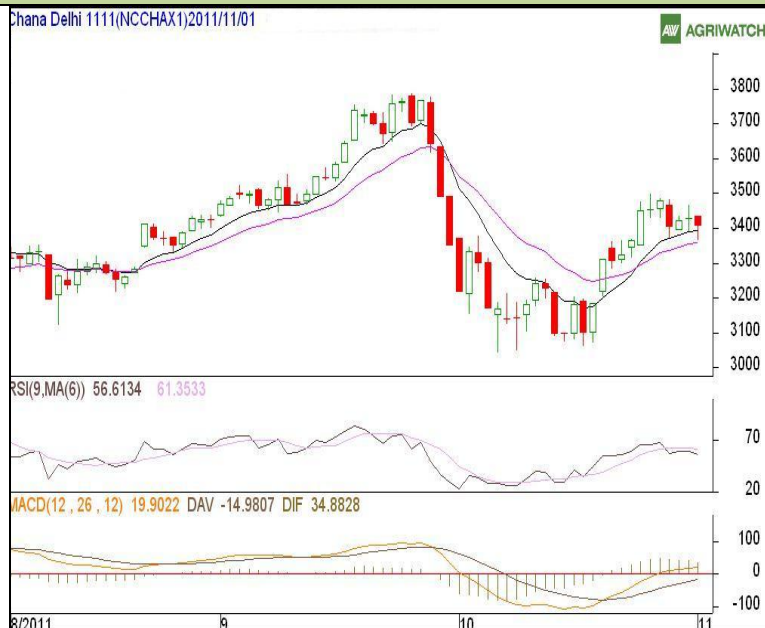 Chana Delhi 1111(NCCHAX1)2011/11/01
AW AGRIWATCH
3800
3700
3600
3500
3400
3300
3200
3100
3000
RSI(9,MA(6)) 56.6134 61.3533
70
20
MACD(12 , 26 , 12) 19.9022 DAV -14.9807 DIF 34.8828
100
0
-100
8/2011 9 10 11